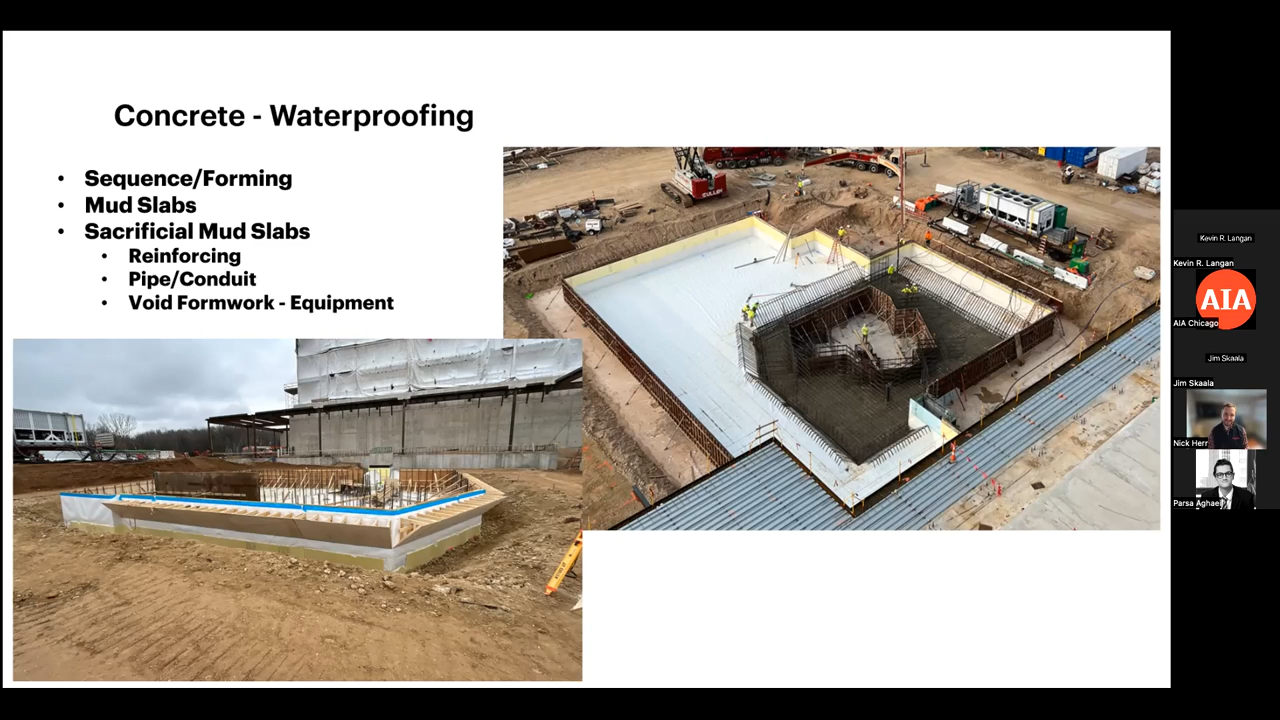 Concrete - Waterproofing
• Sequence/Forming
• Mud Slabs
• Sacrificial Mud Slabs
• Reinforcing
• Pipe/Conduit
• Void Formwork - Equipment
Kevin R. Langan
Kevin R. Langan
AIA
AIA Chicago
Jim Skaala
Jim Skaala
Nick Herr
Parsa Aghaei